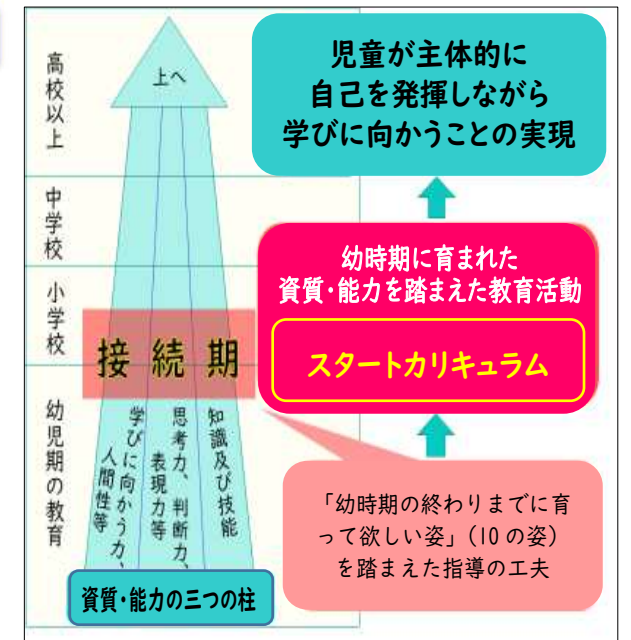 高校以上
中学校
小学校
幼児期の教育
上へ
接続期
学びに向かう力、
人間性等
思考力、判断力、
表現力等
知識及び技能
資質・能力の三つの柱
児童が主体的に
自己を発揮しながら
学びに向かうことの実現
幼時期に育まれた
資質・能力を踏まえた教育活動
スタートカリキュラム
「幼時期の終わりまでに育
って欲しい姿」(10の姿)
を踏まえた指導の工夫